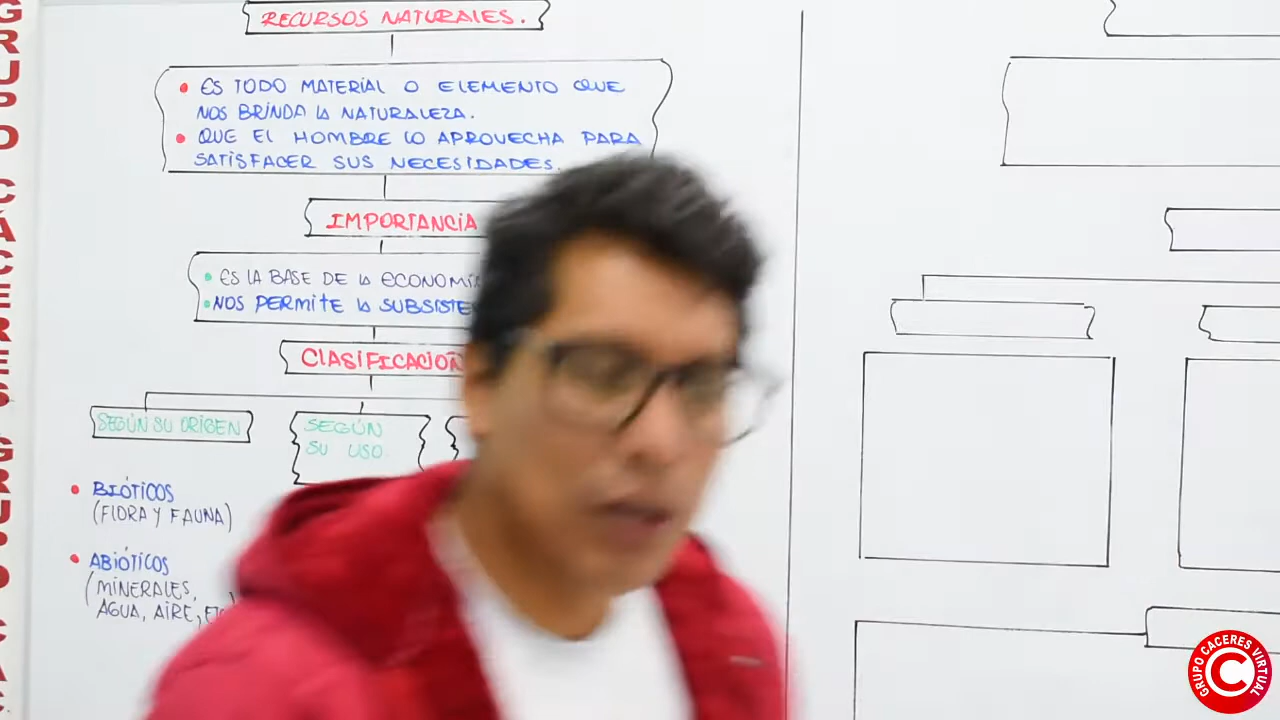 RECURSOS NATURALES.
• ES TODO MATERIAL O ELEMENTO QUE
NOS BRINDA LA NATURALEZA.
• QUE EL HOMBRE LO APROVECHA PARA
SATISFACER SUS NECESIDADES.
IMPORTANCIA
• ES LA BASE DE LA
• NOS PERMITE LA
CLASIFICACIÓN
SEGÚN SU ORIGEN
SEGÚN
SU USO
• BIÓTICOS
(FLORA Y FAUNA)
• ABIÓTICOS
(MINERALES,
AGUA, AIRE,
GRUPO CÁCERES GRUPO CÁC
GRUPO CACERES VIRTUAL
C